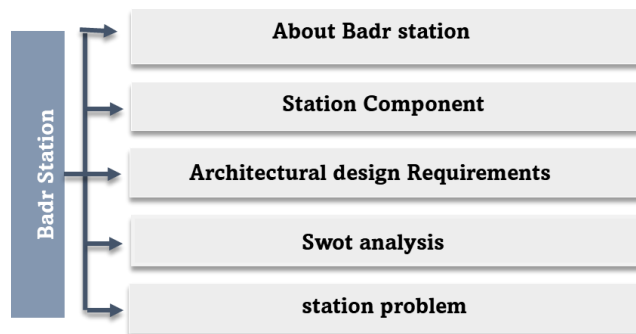 Badr Station
About Badr station
Station Component
Architectural design Requirements
Swot analysis
station problem